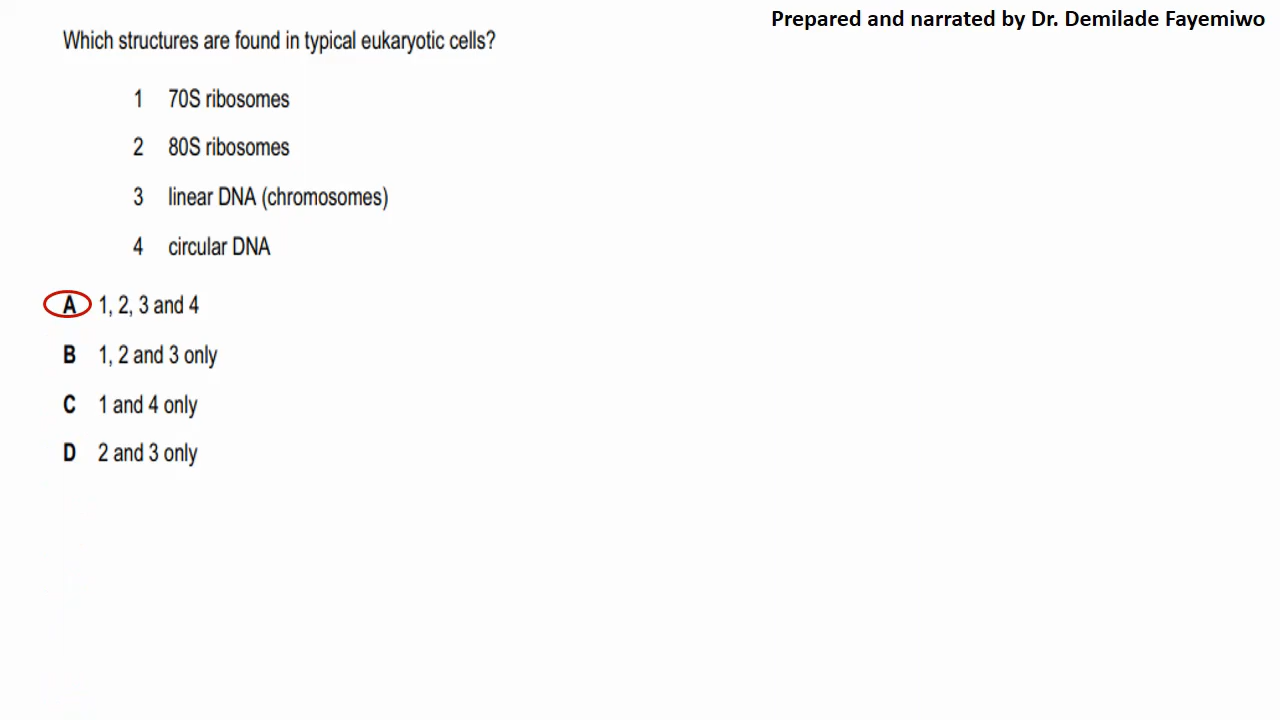 Prepared and narrated by Dr. Demilade Fayemiwo
Which structures are found in typical eukaryotic cells?
1 70S ribosomes
2 80S ribosomes
3 linear DNA (chromosomes)
4 circular DNA
A 1, 2, 3 and 4
B 1, 2 and 3 only
C 1 and 4 only
D 2 and 3 only